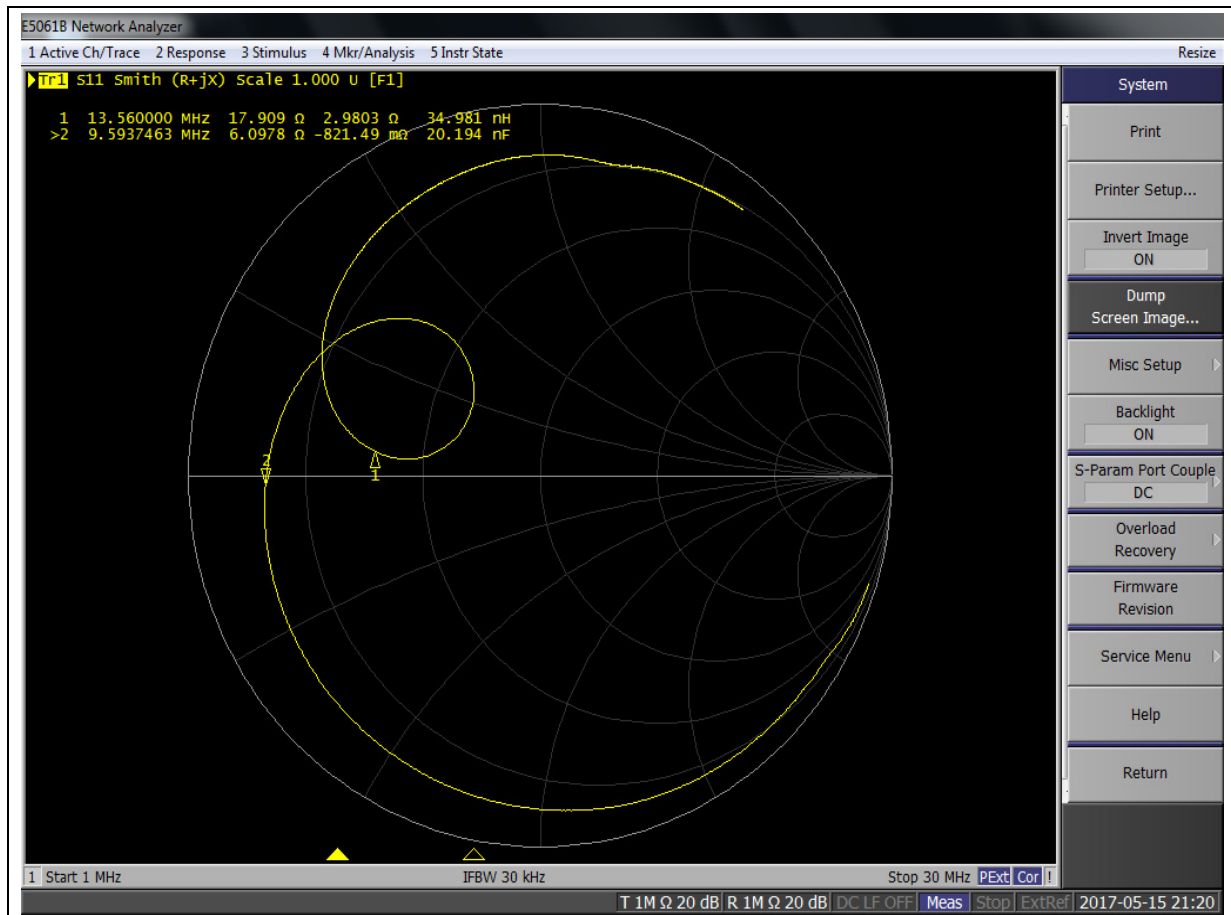 E5061B Network Analyzer
1 Active Ch/Trace 2 Response 3 Stimulus 4 Mkr/Analysis 5 Instr State Resize
Tr1 S11 Smith (R+jX) Scale 1.000 U [F1]
1 13.560000 MHz 17.909 Ω 2.9803 Ω 34.981 nH
>2 9.5937463 MHz 6.0978 Ω -821.49 mΩ 20.194 nF
2
1
System
Print
Printer Setup...
Invert Image
ON
Dump
Screen Image...
Misc Setup
Backlight
ON
S-Param Port Couple
DC
Overload
Recovery
Firmware
Revision
Service Menu
Help
Return
1 Start 1 MHz IFBW 30 kHz Stop 30 MHz PExt Cor !
T 1M Ω 20 dB R 1M Ω 20 dB DC LF OFF Meas Stop ExtRef 2017-05-15 21:20